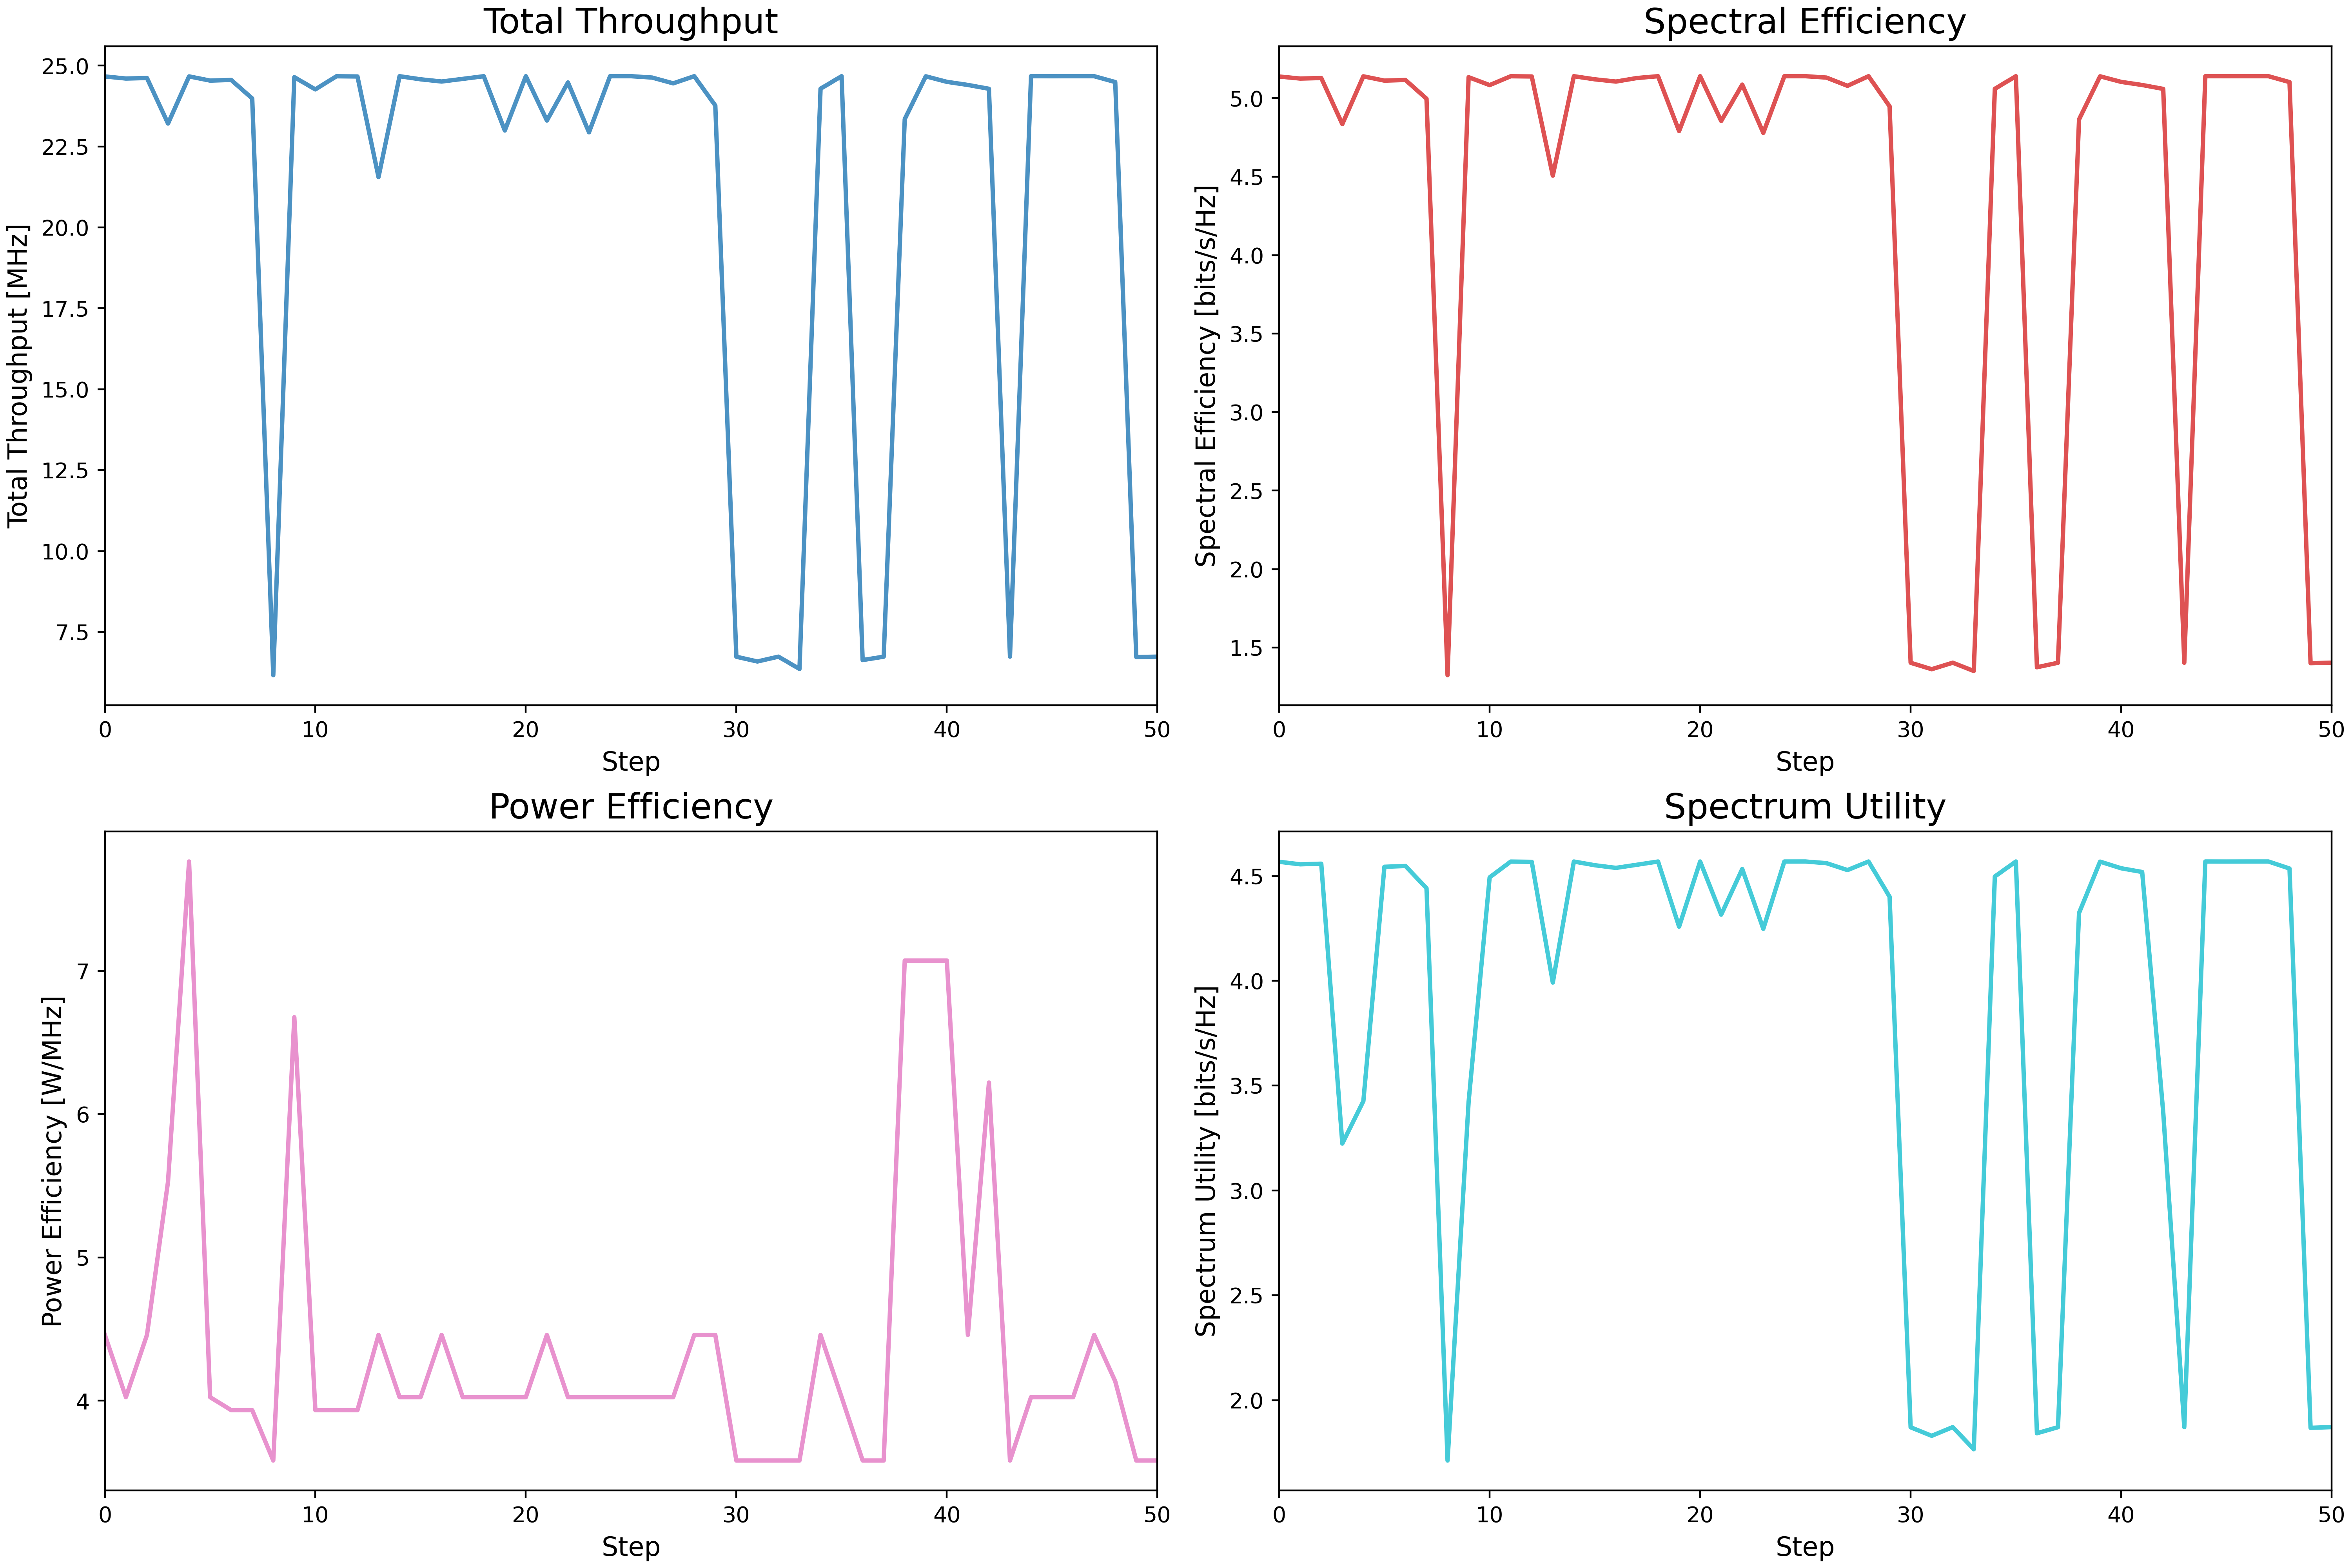 Total Throughput
Total Throughput [MHz]
25.0
22.5
20.0
17.5
15.0
12.5
10.0
7.5
0 10 20 30 40 50
Step
Spectral Efficiency
Spectral Efficiency [bits/s/Hz]
5.0
4.5
4.0
3.5
3.0
2.5
2.0
1.5
0 10 20 30 40 50
Step
Power Efficiency
Power Efficiency [W/MHz]
7
6
5
4
0 10 20 30 40 50
Step
Spectrum Utility
Spectrum Utility [bits/s/Hz]
4.5
4.0
3.5
3.0
2.5
2.0
0 10 20 30 40 50
Step